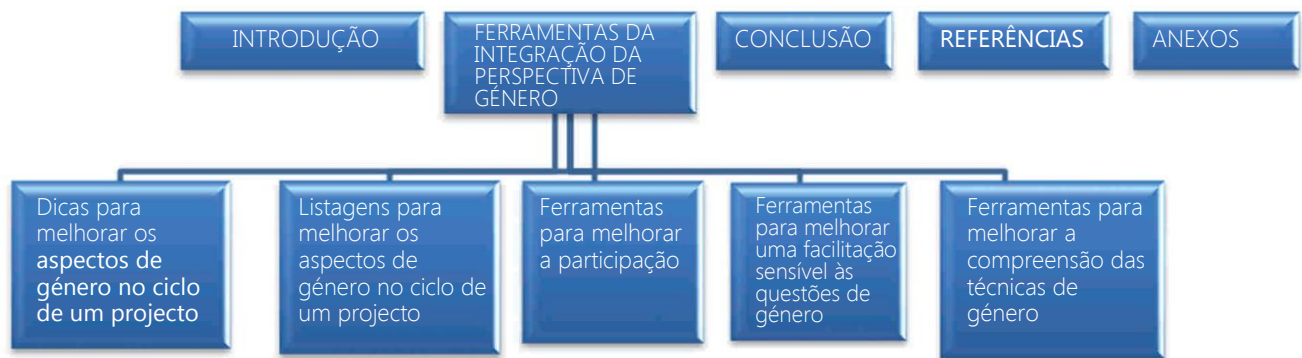 INTRODUÇÃO
FERRAMENTAS DA
INTEGRAÇÃO DA
PERSPECTIVA DE
GÉNERO
CONCLUSÃO
REFERÊNCIAS
ANEXOS
Dicas para
melhorar os
aspectos de
género no ciclo
de um projecto
Listagens para
melhorar os
aspectos de
género no ciclo de
um projecto
Ferramentas
para melhorar
a participação
Ferramentas
para melhorar
uma facilitação
sensível às
questões de
género
Ferramentas para
melhorar a
compreensão das
técnicas de
género